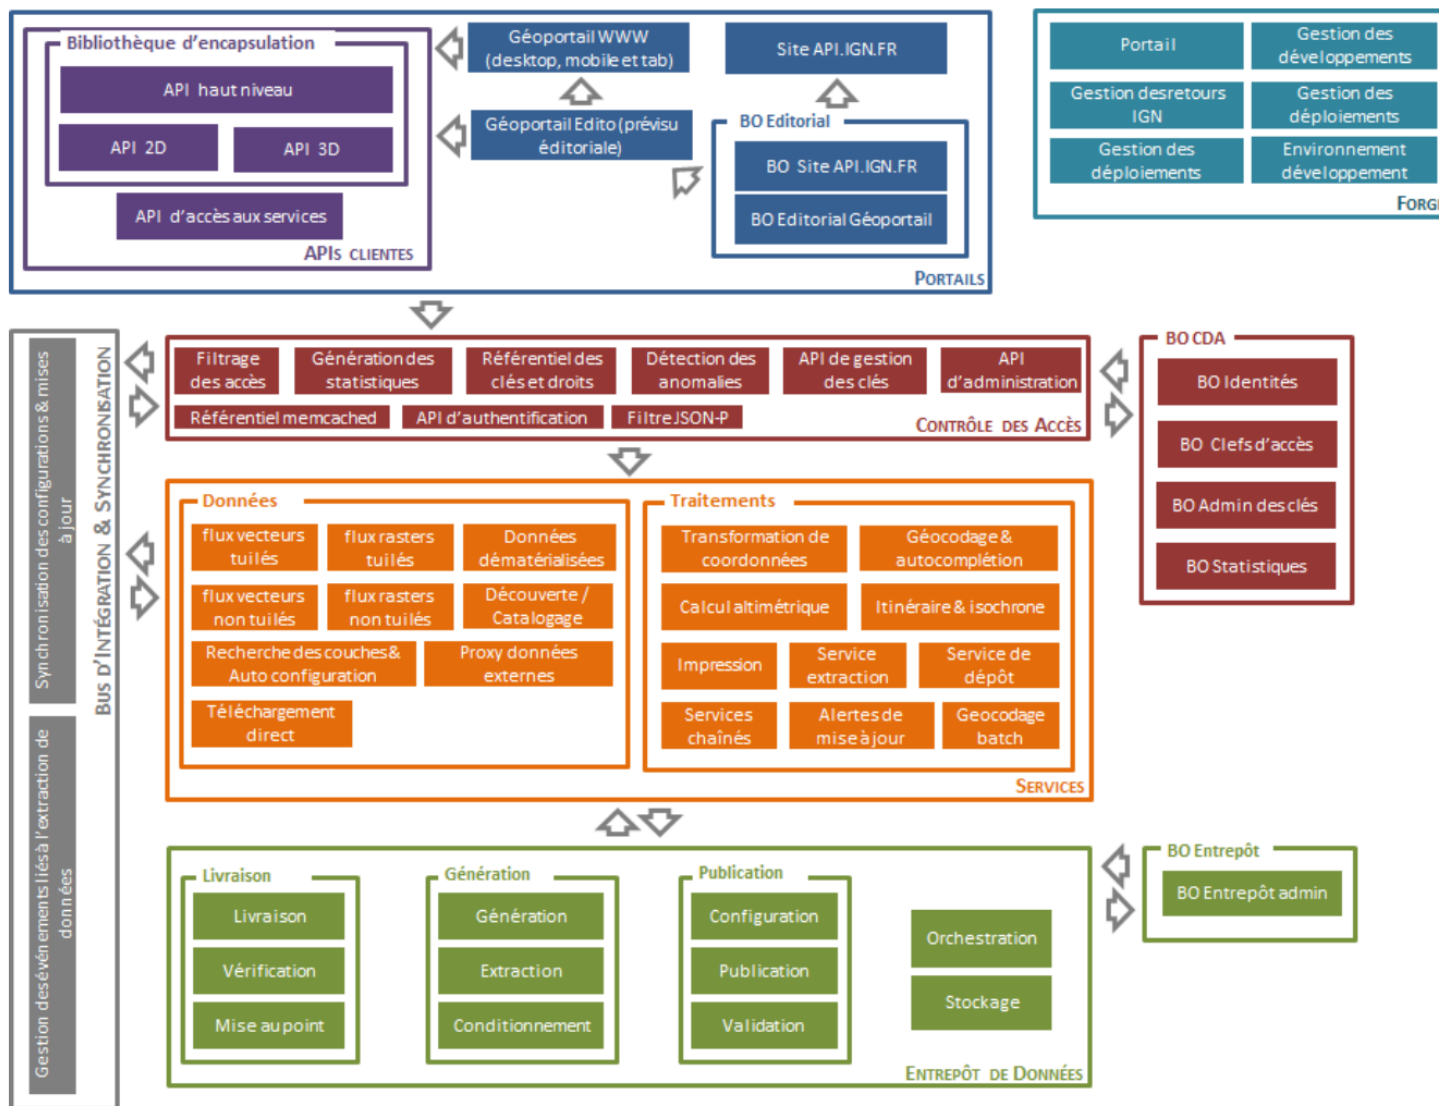 Bibliothèque d'encapsulation
API haut niveau
API 2D
API 3D
API d'accès aux services
APIs CLIENTES
Géoportail WWW
(desktop, mobile et tab)
Géoportail Edito (prévisu
éditoriale)
Site API.IGN.FR
BO Editorial
BO Site API.IGN.FR
BO Editorial Géoportail
PORTAILS
Portail
Gestion des
développements
Gestion desretours
IGN
Gestion des
déploiements
Gestion des
déploiements
Environnement
développement
FORGE
Synchronisation des configurations & mises
à jour
Gestion des événements liés à l'extraction de
données
BUS D'INTÉGRATION & SYNCHRONISATION
Filtrage
des accès
Génération des
statistiques
Référentiel des
clés et droits
Détection des
anomalies
API de gestion
des clés
API
d'administration
Référentiel memcached
API d'authentification
Filtre JSON-P
CONTRÔLE DES ACCÈS
BO CDA
BO Identités
BO Clefs d'accès
BO Admin des clés
BO Statistiques
Données
flux vecteurs
tuilés
flux rasters
tuilés
Données
dématérialisées
flux vecteurs
non tuilés
flux rasters
non tuilés
Découverte /
Catalogage
Recherche des couches &
Auto configuration
Proxy données
externes
Téléchargement
direct
Traitements
Transformation de
coordonnées
Géocodage &
autocomplétion
Calcul altimétrique
Itinéraire & isochrone
Impression
Service
extraction
Service de
dépôt
Services
chaînés
Alertes de
mise à jour
Geocodage
batch
SERVICES
Livraison
Livraison
Vérification
Mise au point
Génération
Génération
Extraction
Conditionnement
Publication
Configuration
Publication
Validation
Orchestration
Stockage
ENTREPÔT DE DONNÉES
BO Entrepôt
BO Entrepôt admin